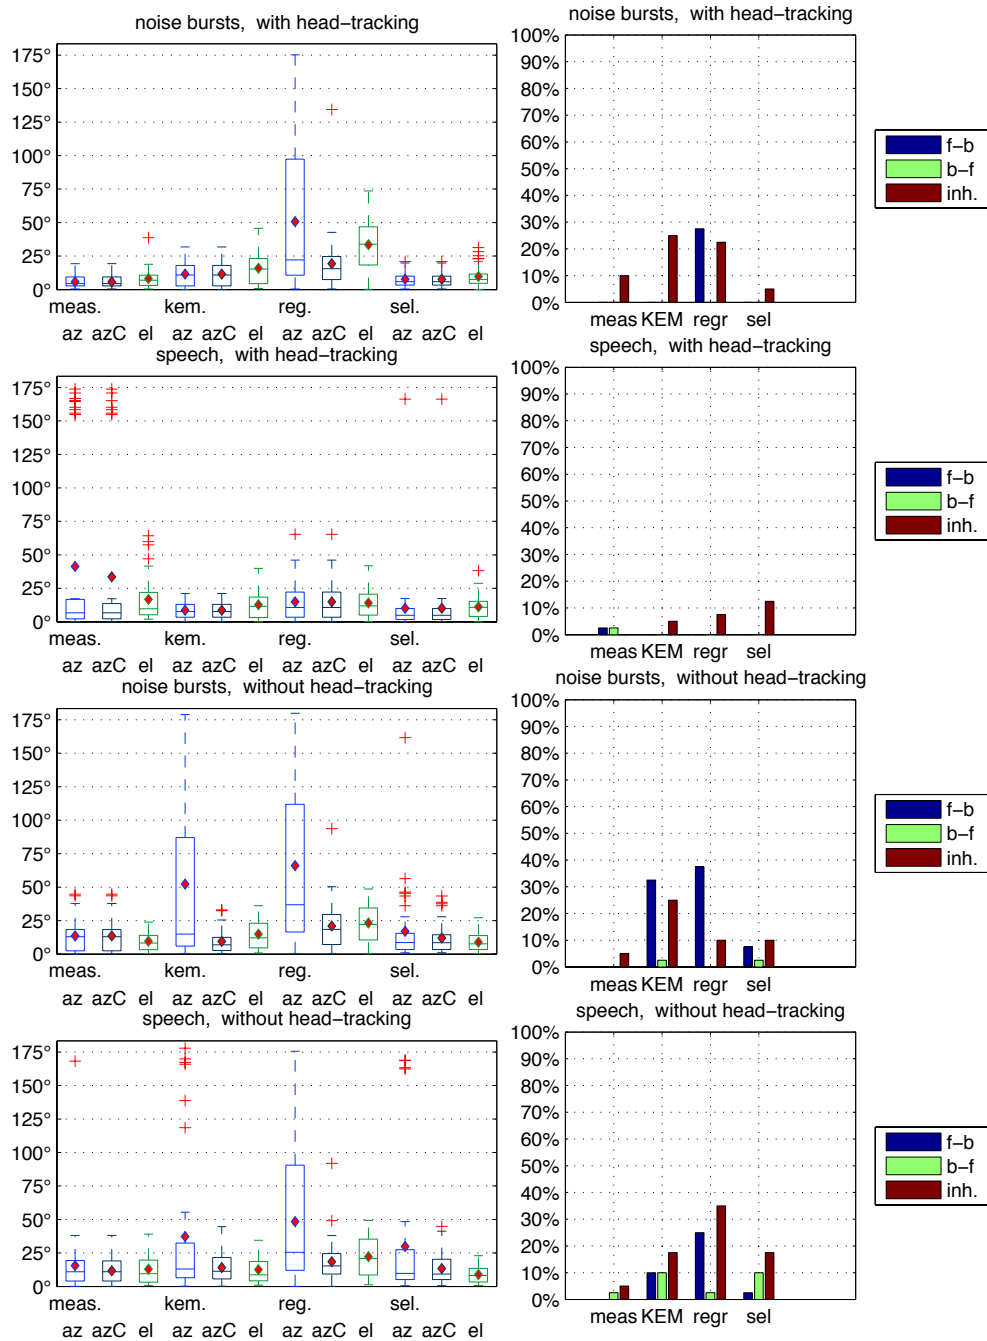 noise bursts, with head-tracking
175°
150°
125°
100°
75°
50°
25°
0°
meas. kem. reg. sel.
az azC el az azC el az azC el az azC el
noise bursts, with head-tracking
100%
90%
80%
70%
60%
50%
40%
30%
20%
10%
0%
meas KEM regr sel
f-b
b-f
inh.
speech, with head-tracking
175°
150°
125°
100°
75°
50°
25°
0°
meas. kem. reg. sel.
az azC el az azC el az azC el az azC el
speech, with head-tracking
100%
90%
80%
70%
60%
50%
40%
30%
20%
10%
0%
meas KEM regr sel
f-b
b-f
inh.
noise bursts, without head-tracking
175°
150°
125°
100°
75°
50°
25°
0°
meas. kem. reg. sel.
az azC el az azC el az azC el az azC el
noise bursts, without head-tracking
100%
90%
80%
70%
60%
50%
40%
30%
20%
10%
0%
meas KEM regr sel
f-b
b-f
inh.
speech, without head-tracking
175°
150°
125°
100°
75°
50°
25°
0°
meas. kem. reg. sel.
az azC el az azC el az azC el az azC el
speech, without head-tracking
100%
90%
80%
70%
60%
50%
40%
30%
20%
10%
0%
meas KEM regr sel
f-b
b-f
inh.